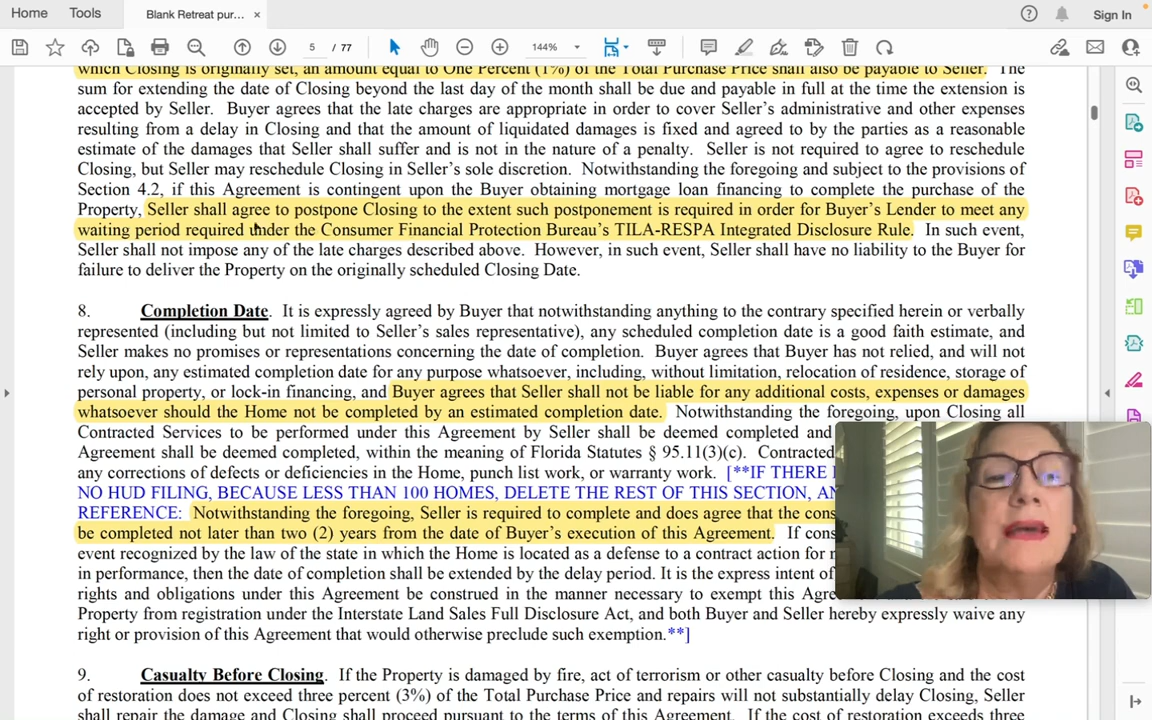 Home
Tools
Blank Retreat pur...
×
Sign In
5 / 77
144%
which Closing is originally set, an amount equal to One Percent (1%) of the Total Purchase Price shall also be payable to Seller. The
sum for extending the date of Closing beyond the last day of the month shall be due and payable in full at the time the extension is
accepted by Seller. Buyer agrees that the late charges are appropriate in order to cover Seller's administrative and other expenses
resulting from a delay in Closing and that the amount of liquidated damages is fixed and agreed to by the parties as a reasonable
estimate of the damages that Seller shall suffer and is not in the nature of a penalty. Seller is not required to agree to reschedule
Closing, but Seller may reschedule Closing in Seller's sole discretion. Notwithstanding the foregoing and subject to the provisions of
Section 4.2, if this Agreement is contingent upon the Buyer obtaining mortgage loan financing to complete the purchase of the
Property, Seller shall agree to postpone Closing to the extent such postponement is required in order for Buyer's Lender to meet any
waiting period required under the Consumer Financial Protection Bureau's TILA-RESPA Integrated Disclosure Rule. In such event,
Seller shall not impose any of the late charges described above. However, in such event, Seller shall have no liability to the Buyer for
failure to deliver the Property on the originally scheduled Closing Date.
8. Completion Date. It is expressly agreed by Buyer that notwithstanding anything to the contrary specified herein or verbally
represented (including but not limited to Seller's sales representative), any scheduled completion date is a good faith estimate, and
Seller makes no promises or representations concerning the date of completion. Buyer agrees that Buyer has not relied, and will not
rely upon, any estimated completion date for any purpose whatsoever, including, without limitation, relocation of residence, storage of
personal property, or lock-in financing, and Buyer agrees that Seller shall not be liable for any additional costs, expenses or damages
whatsoever should the Home not be completed by an estimated completion date. Notwithstanding the foregoing, upon Closing all
Contracted Services to be performed under this Agreement by Seller shall be deemed completed and
Agreement shall be deemed completed, within the meaning of Florida Statutes § 95.11(3)(c). Contracted
any corrections of defects or deficiencies in the Home, punch list work, or warranty work. [**IF THERE
NO HUD FILING, BECAUSE LESS THAN 100 HOMES, DELETE THE REST OF THIS SECTION,
REFERENCE: Notwithstanding the foregoing, Seller is required to complete and does agree that the
be completed not later than two (2) years from the date of Buyer's execution of this Agreement. If
event recognized by the law of the state in which the Home is located as a defense to a contract action for
in performance, then the date of completion shall be extended by the delay period. It is the express intent of
rights and obligations under this Agreement be construed in the manner necessary to exempt this
Property from registration under the Interstate Land Sales Full Disclosure Act, and both Buyer and Seller hereby expressly waive any
right or provision of this Agreement that would otherwise preclude such exemption.**]
9. Casualty Before Closing. If the Property is damaged by fire, act of terrorism or other casualty before Closing and the cost
of restoration does not exceed three percent (3%) of the Total Purchase Price and repairs will not substantially delay Closing, Seller
shall repair the damage and Closing shall proceed pursuant to the terms of this Agreement. If the cost of restoration exceeds three